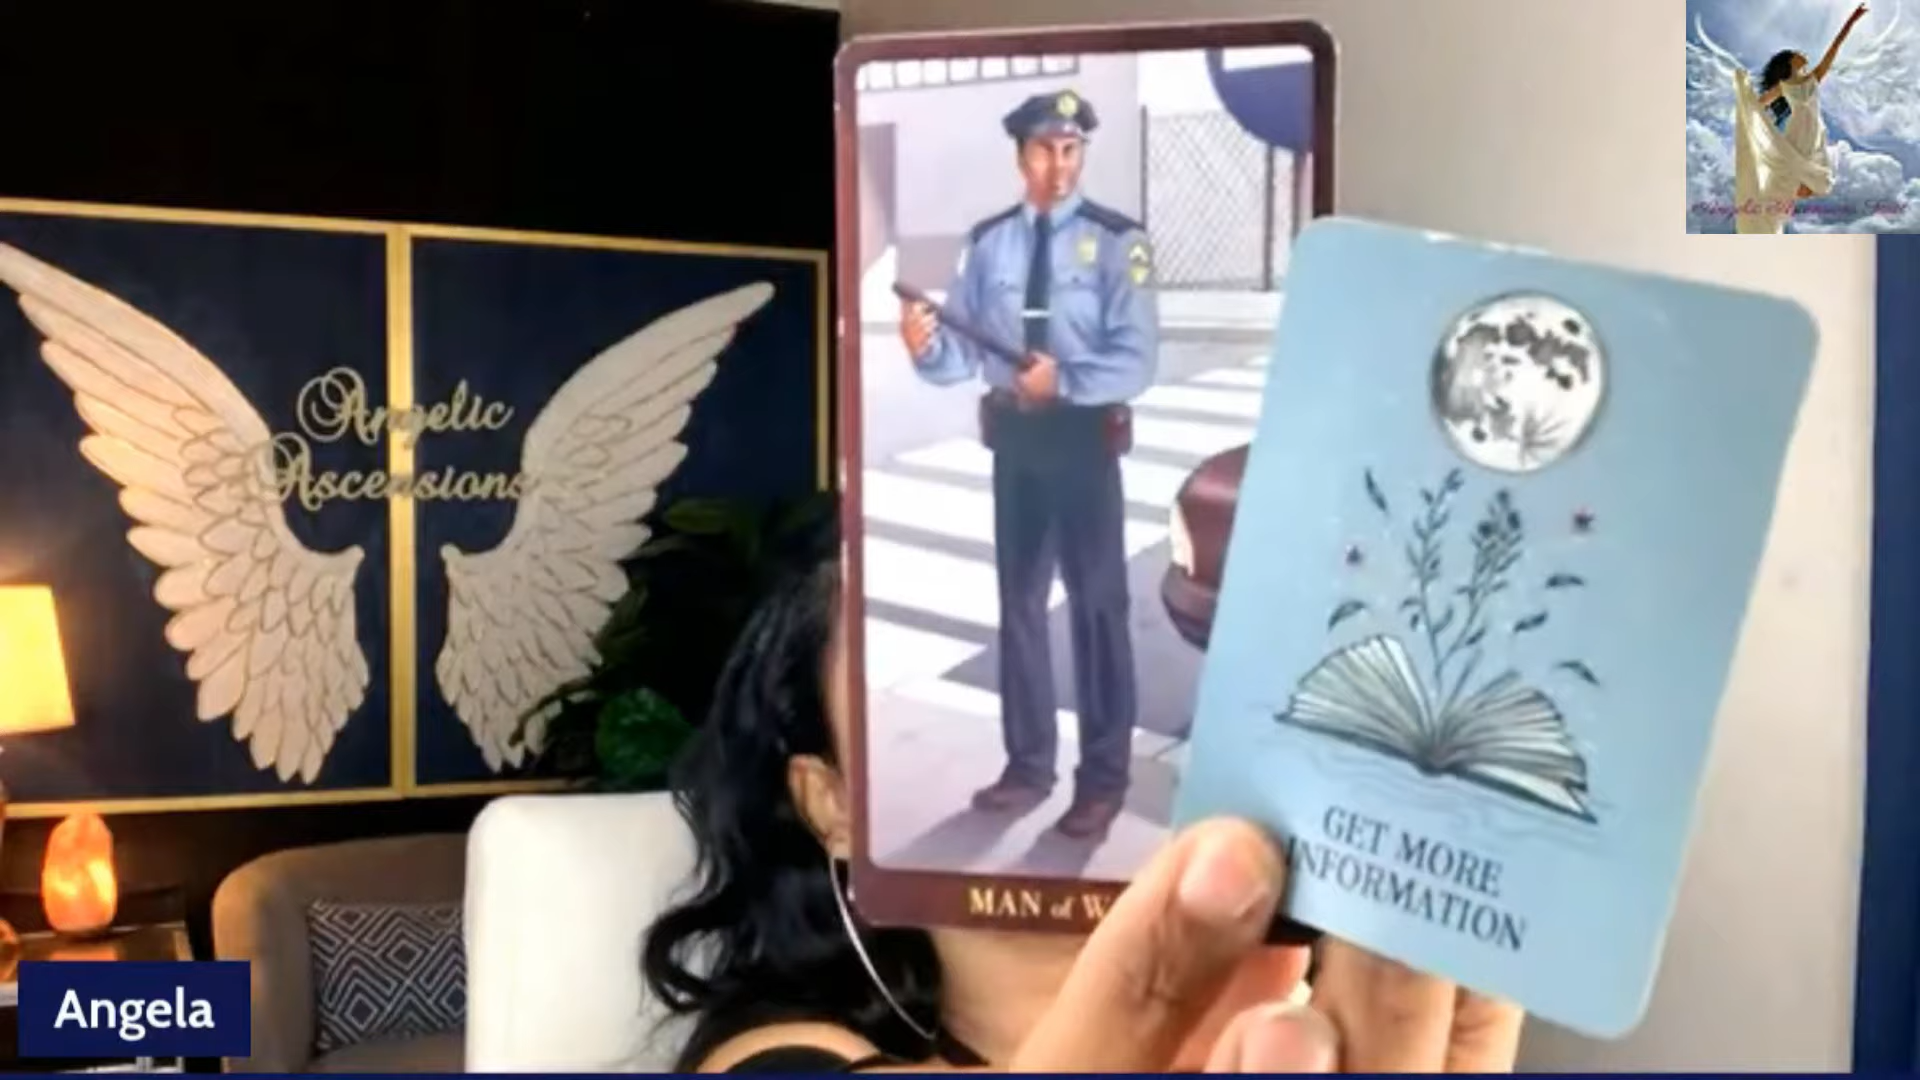 Angelic
Ascensions
MAN of W
GET MORE
INFORMATION
Angela